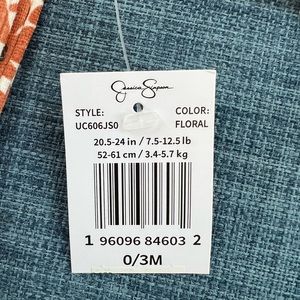 Jessica Simpson
STYLE: COLOR:
UC606JS0 FLORAL
20.5-24 in / 7.5-12.5 lb
52-61 cm / 3.4-5.7 kg
1 96096 84603 2
0/3M